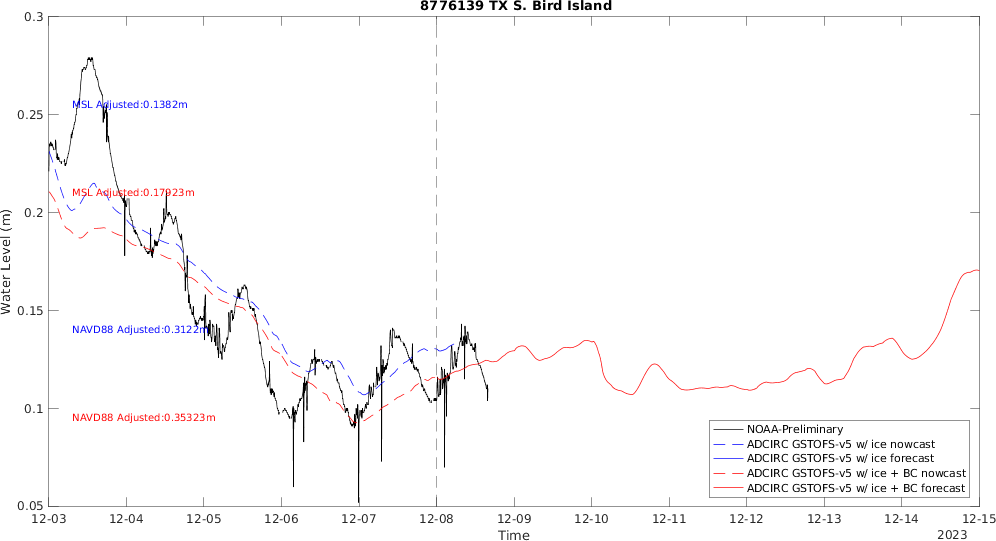 8776139 TX S. Bird Island
0.3
0.25
0.2
0.15
0.1
0.05
Water Level (m)
MSL Adjusted:0.1382m
MSL Adjusted:0.17923m
NAVD88 Adjusted:0.3122m
NAVD88 Adjusted:0.35323m
NOAA-Preliminary
ADCIRC GSTOFS-v5 w/ ice nowcast
ADCIRC GSTOFS-v5 w/ ice forecast
ADCIRC GSTOFS-v5 w/ ice + BC nowcast
ADCIRC GSTOFS-v5 w/ ice + BC forecast
12-03 12-04 12-05 12-06 12-07 12-08 12-09 12-10 12-11 12-12 12-13 12-14 12-15
Time
2023